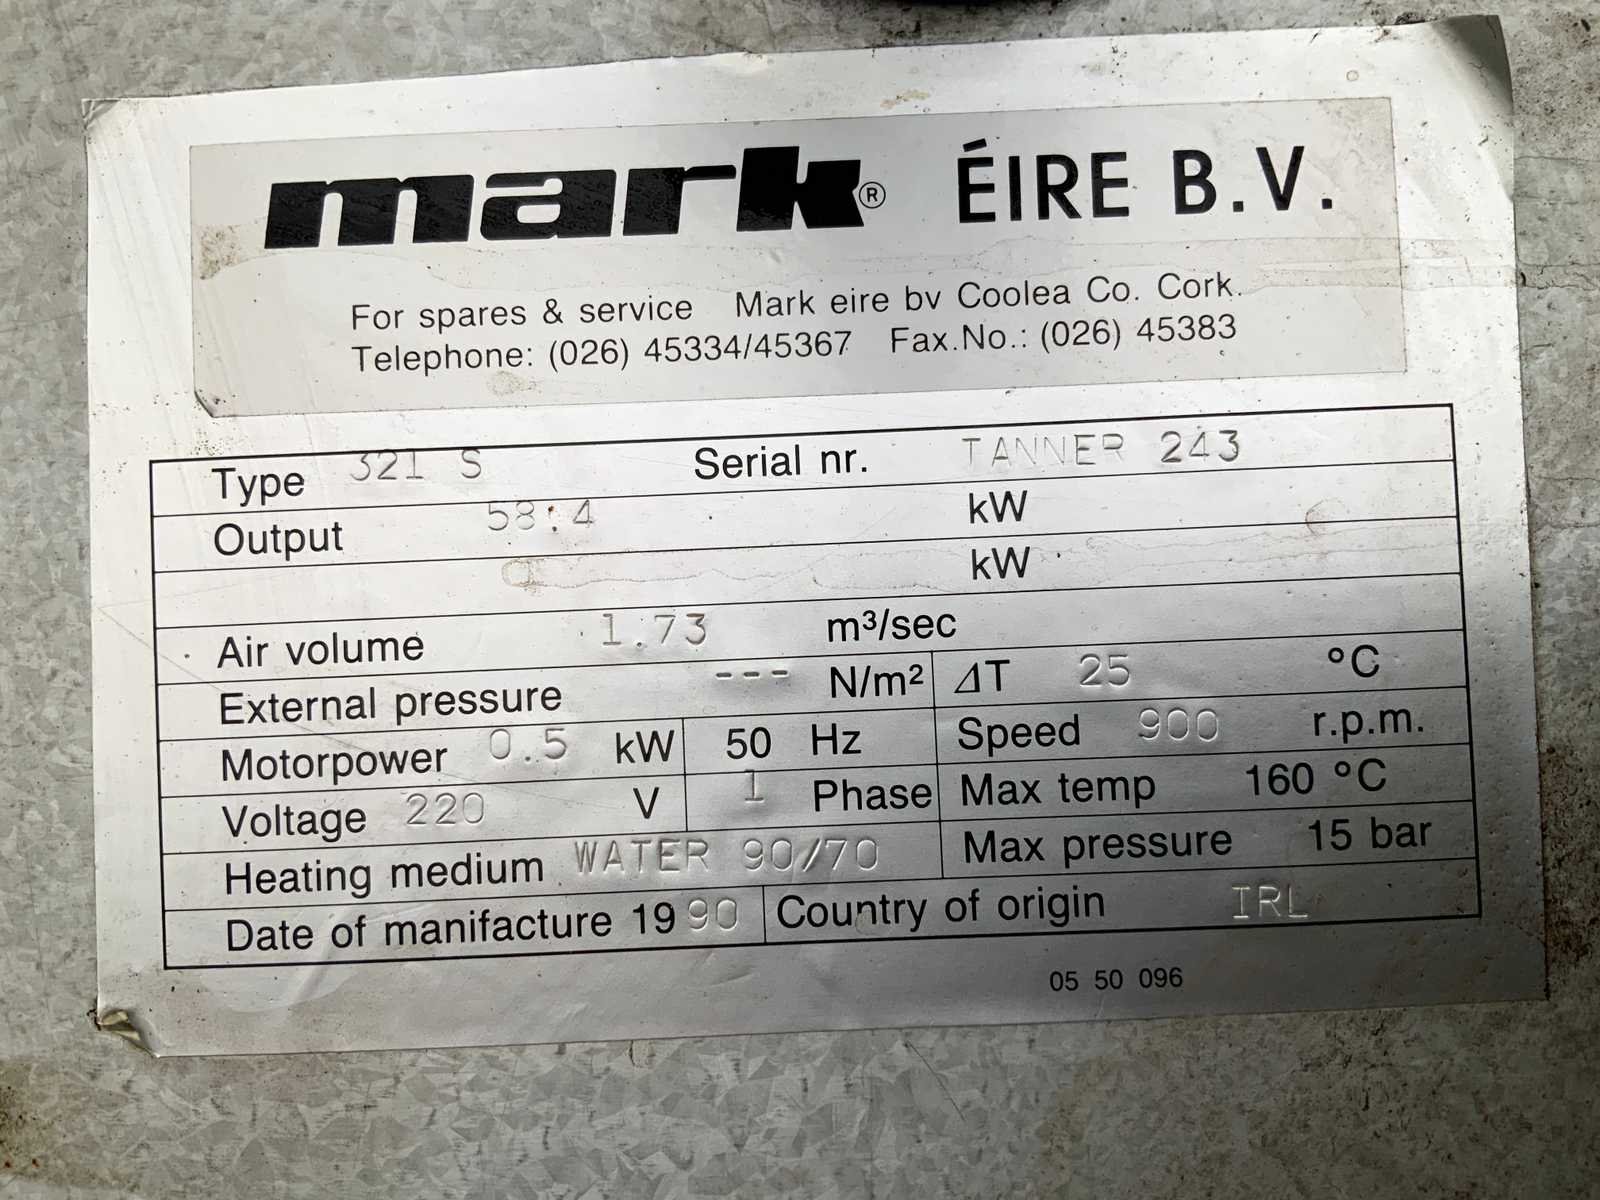 mark® ÉIRE B.V.
For spares & service Mark eire bv Coolea Co. Cork.
Telephone: (026) 45334/45367 Fax.No.: (026) 45383
Type 321 S Serial nr. TANNER 243
Output 58.4 kW
kW
Air volume 1.73 m³/sec
External pressure --- N/m² ΔT 25 °C
Motorpower 0.5 kW 50 Hz Speed 900 r.p.m.
Voltage 220 V 1 Phase Max temp 160 °C
Heating medium WATER 90/70 Max pressure 15 bar
Date of manifacture 1990 Country of origin IRL
05 50 096